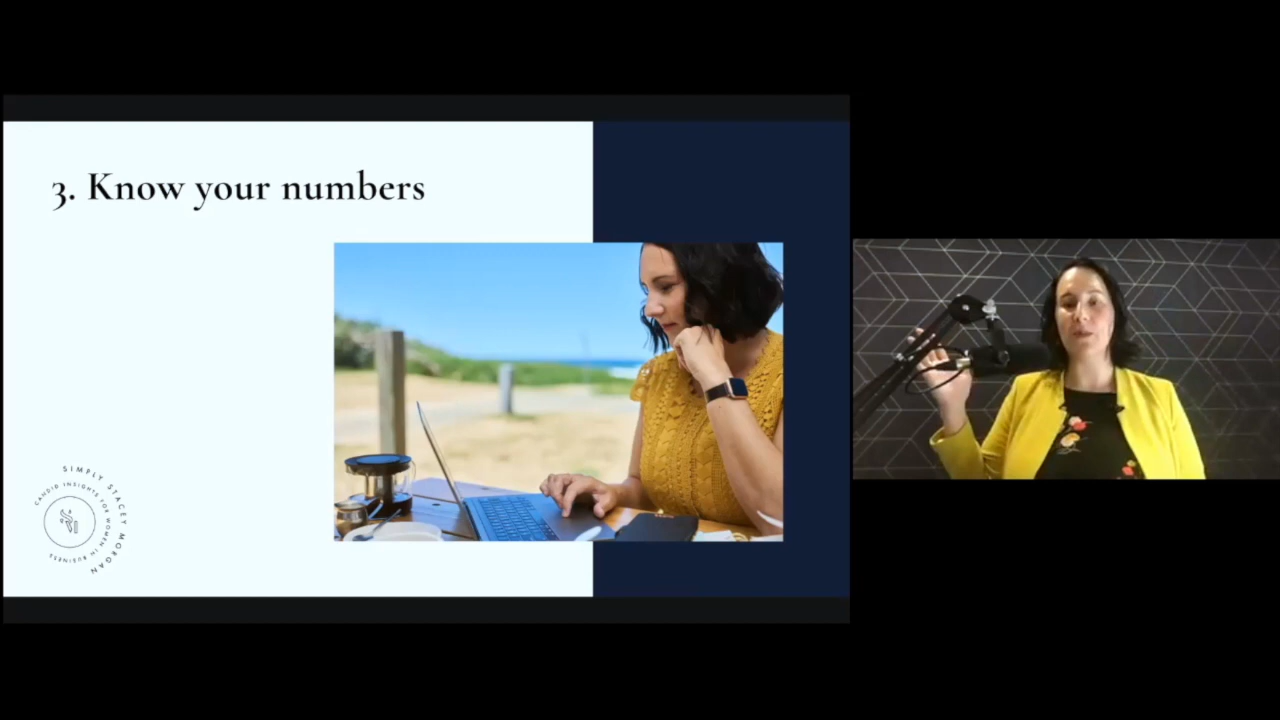 3. Know your numbers
SIMPLY STACEY MORGAN
CANDID INSIGHTS FOR WOMEN IN BUSINESS